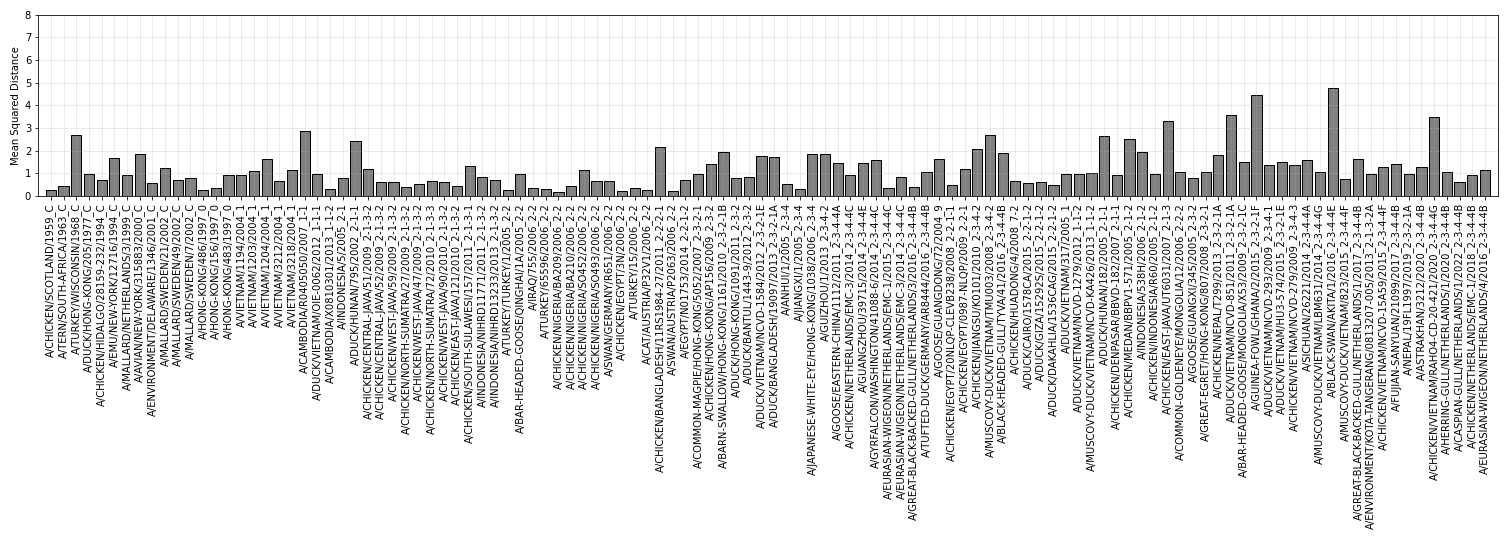 8
7
6
5
4
3
2
1
0
Mean Squared Distance
A/CHICKEN/SCOTLAND/1959_C
A/TERN/SOUTH-AFRICA/1963_C
A/TURKEY/WISCONSIN/1968_C
A/DUCK/HONG-KONG/205/1977_C
A/CHICKEN/HIDALGO/28159-232/1994_C
A/EMU/NEW-YORK/12716/1994_C
A/MALLARD/NETHERLANDS/3/1999_C
A/AVIAN/NEW-YORK/15883/2000_C
A/ENVIRONMENT/DELAWARE/1346/2001_C
A/MALLARD/SWEDEN/21/2002_C
A/MALLARD/SWEDEN/49/2002_C
A/MALLARD/SWEDEN/7/2002_C
A/HONG-KONG/486/1997_0
A/HONG-KONG/156/1997_0
A/HONG-KONG/483/1997_0
A/VIETNAM/1194/2004_1
A/VIETNAM/1203/2004_1
A/VIETNAM/1204/2004_1
A/VIETNAM/3212/2004_1
A/VIETNAM/3218/2004_1
A/CAMBODIA/R0405050/2007_1-1
A/DUCK/VIETNAM/OIE-0062/2012_1-1-1
A/CAMBODIA/X0810301/2013_1-1-2
A/INDONESIA/5/2005_2-1
A/DUCK/HUNAN/795/2002_2-1-1
A/CHICKEN/CENTRAL-JAVA/51/2009_2-1-3-2
A/CHICKEN/CENTRAL-JAVA/52/2009_2-1-3-2
A/CHICKEN/WEST-JAVA/29/2009_2-1-3-2
A/CHICKEN/NORTH-SUMATRA/27/2009_2-1-3-2
A/CHICKEN/WEST-JAVA/47/2009_2-1-3-2
A/CHICKEN/NORTH-SUMATRA/72/2010_2-1-3-2
A/CHICKEN/WEST-JAVA/90/2010_2-1-3-2
A/CHICKEN/EAST-JAVA/121/2010_2-1-3-2
A/CHICKEN/SOUTH-SULAWESI/157/2011_2-1-3-1
A/INDONESIA/NIHRD11771/2011_2-1-3-2
A/INDONESIA/NIHRD13233/2013_2-1-3-2
A/TURKEY/TURKEY/1/2005_2-2
A/BAR-HEADED-GOOSE/QINGHAI/1A/2005_2-2
A/IRAQ/756/2006_2-2
A/TURKEY/65596/2006_2-2
A/CHICKEN/NIGERIA/BA209/2006_2-2
A/CHICKEN/NIGERIA/BA210/2006_2-2
A/CHICKEN/NIGERIA/SO452/2006_2-2
A/CHICKEN/NIGERIA/SO493/2006_2-2
A/SWAN/GERMANY/R651/2006_2-2
A/CHICKEN/EGYPT/3N/2006_2-2
A/TURKEY/15/2006_2-2
A/CAT/AUSTRIA/P32V1/2006_2-2
A/CHICKEN/BANGLADESH/11RS1984-33/2011_2-2
A/SWAN/AUSTRIA/P2063/2006_2-2
A/EGYPT/N01753/2014_2-2-1-2
A/COMMON-MAGPIE/HONG-KONG/5052/2007_2-3-2-1
A/CHICKEN/HONG-KONG/AP156/2009_2-3-2
A/BARN-SWALLOW/HONG-KONG/1161/2010_2-3-2-1B
A/DUCK/HONG-KONG/1091/2011_2-3-2
A/DUCK/BANTUL/1443-9/2012_2-3-2
A/DUCK/VIETNAM/NCVD-1584/2012_2-3-2-1E
A/DUCK/BANGLADESH/19097/2013_2-3-2-1A
A/ANHUI/1/2005_2-3-4
A/JIANGXI/1/2005_2-3-4
A/JAPANESE-WHITE-EYE/HONG-KONG/1038/2006_2-3-4
A/GUIZHOU/1/2013_2-3-4-2
A/GOOSE/EASTERN-CHINA/1112/2011_2-3-4-4A
A/CHICKEN/NETHERLANDS/EMC-3/2014_2-3-4-4C
A/GUANGZHOU/39715/2014_2-3-4-4E
A/GYRFALCON/WASHINGTON/41088-6/2014_2-3-4-4C
A/EURASIAN-WIGEON/NETHERLANDS/EMC-1/2015_2-3-4-4C
A/EURASIAN-WIGEON/NETHERLANDS/EMC-3/2014_2-3-4-4C
A/GREAT-BLACK-BACKED-GULL/NETHERLANDS/3/2016_2-3-4-4B
A/TUFTED-DUCK/GERMANY/AR8444/2016_2-3-4-4B
A/GOOSE/GUANGDONG/2/2004_9
A/CHICKEN/EGYPT/2ONLQP-CLEVB238/2008_2-2-1-1
A/CHICKEN/EGYPT/0987-NLQP/2009_2-2-1
A/CHICKEN/JIANGSU/K0101/2010_2-3-4-2
A/MUSCOVY-DUCK/VIETNAM/TMU003/2008_2-3-4-2
A/BLACK-HEADED-GULL/TYVA/41/2016_2-3-4-4B
A/CHICKEN/HUADONG/4/2008_7-2
A/DUCK/CAIRO/1578CA/2015_2-2-1-2
A/DUCK/GIZA/15292S/2015_2-2-1-2
A/DUCK/DAKAHLIA/1536CAG/2015_2-2-1-2
A/DUCK/VIETNAM/317/2005_1
A/DUCK/VIETNAM/NCVD-1279/2012_1-1-2
A/MUSCOVY-DUCK/VIETNAM/NCVD-KA426/2013_1-1-2
A/DUCK/HUNAN/182/2005_2-1-1
A/CHICKEN/DENPASAR/BBVD-182/2007_2-1-3
A/CHICKEN/MEDAN/BBPV1-571/2006_2-1-2
A/INDONESIA/538H/2006_2-1-3
A/CHICKEN/INDONESIA/R60/2005_2-1-3
A/CHICKEN/EAST-JAVA/UT6031/2007_2-1-3
A/COMMON-GOLDENEYE/MONGOLIA/12/2006_2-2-2
A/GOOSE/GUANGXI/345/2005_2-3-2
A/GREAT-EGRET/HONG-KONG/807/2008_2-3-2-1
A/CHICKEN/NEPAL/T299/2013_2-3-2-1A
A/DUCK/VIETNAM/NCVD-851/2011_2-3-2-1A
A/BAR-HEADED-GOOSE/MONGOLIA/X53/2009_2-3-2-1C
A/GUINEA-FOWL/GHANA/2/2015_2-3-2-1F
A/DUCK/VIETNAM/NCVD-293/2009_2-3-4-1
A/DUCK/VIETNAM/HU3-574/2013_2-3-2-1E
A/CHICKEN/VIETNAM/NCVD-279/2009_2-3-4-3
A/SICHUAN/26221/2014_2-3-4-4A
A/MUSCOVY-DUCK/VIETNAM/LBM631/2014_2-3-4-4G
A/BLACK-SWAN/AKITA/1/2016_2-3-4-4E
A/MUSCOVY-DUCK/VIETNAM/827/2016_2-3-4-4F
A/GREAT-BLACK-BACKED-GULL/NETHERLANDS/1/2017_2-3-4-4B
A/ENVIRONMENT/KOTA-TANGERANG/0813207-005/2017_2-1-3-2A
A/CHICKEN/VIETNAM/NCVD-15A59/2015_2-3-4-4F
A/FUJIAN-SANYUAN/21099/2017_2-3-4-4B
A/NEPAL/19FL1997/2019_2-3-2-1A
A/ASTRAKHAN/3212/2020_2-3-4-4B
A/CHICKEN/VIETNAM/RAHO4-CD-20-421/2020_2-3-4-4G
A/HERRING-GULL/NETHERLANDS/1/2020_2-3-4-4B
A/CASPIAN-GULL/NETHERLANDS/1/2022_2-3-4-4B
A/CHICKEN/NETHERLANDS/EMC-1/2018_2-3-4-4B
A/EURASIAN-WIGEON/NETHERLANDS/4/2016_2-3-4-4B